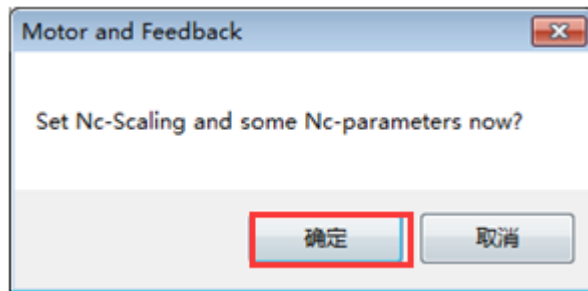 Motor and Feedback
Set Nc-Scaling and some Nc-parameters now?
确定
取消